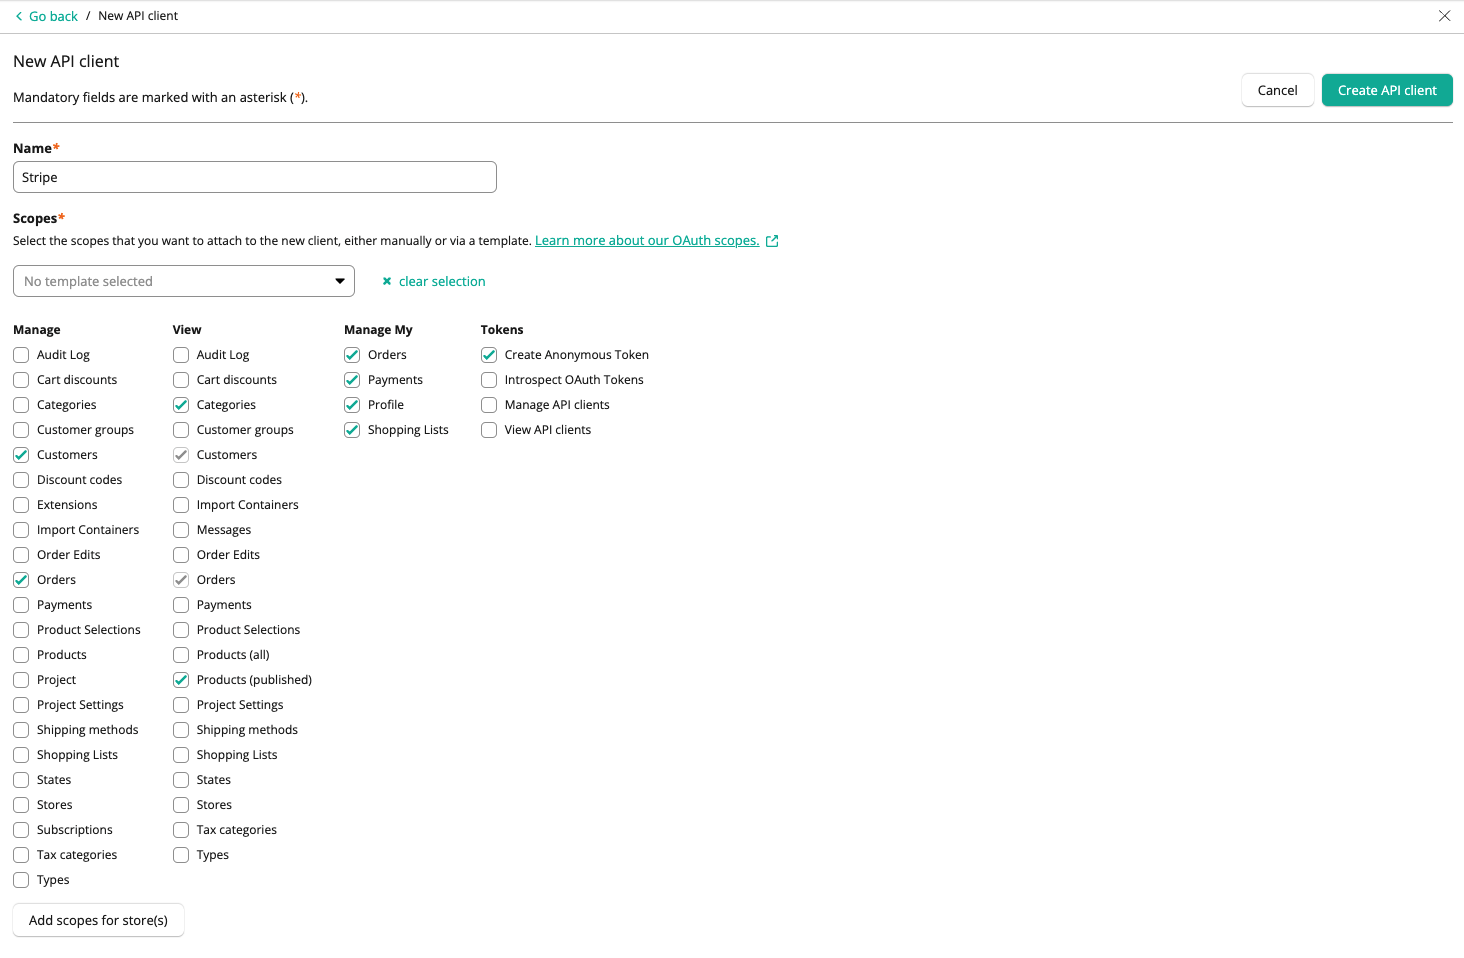 Go back / New API client
New API client
Mandatory fields are marked with an asterisk (*).
Cancel
Create API client
Name*
Stripe
Scopes*
Select the scopes that you want to attach to the new client, either manually or via a template. Learn more about our OAuth scopes.
No template selected
clear selection
Manage
Audit Log
Cart discounts
Categories
Customer groups
Customers
Discount codes
Extensions
Import Containers
Order Edits
Orders
Payments
Product Selections
Products
Project
Project Settings
Shipping methods
Shopping Lists
States
Stores
Subscriptions
Tax categories
Types
View
Audit Log
Cart discounts
Categories
Customer groups
Customers
Discount codes
Import Containers
Messages
Order Edits
Orders
Payments
Product Selections
Products (all)
Products (published)
Project Settings
Shipping methods
Shopping Lists
States
Stores
Tax categories
Types
Manage My
Orders
Payments
Profile
Shopping Lists
Tokens
Create Anonymous Token
Introspect OAuth Tokens
Manage API clients
View API clients
Add scopes for store(s)